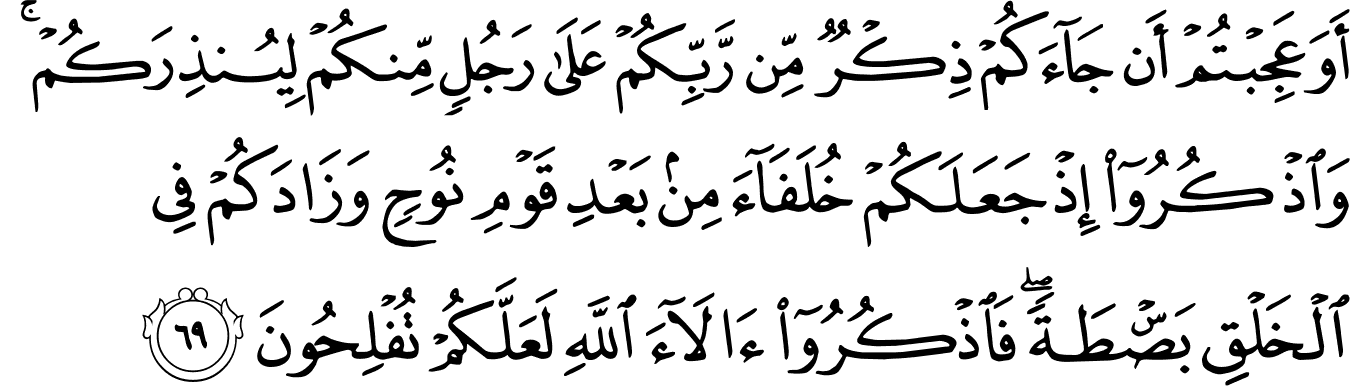 أَوَعَجِبْتُمْ أَن جَآءَكُمْ ذِكْرٌ مِّن رَّبِّكُمْ عَلَىٰ رَجُلٍ مِّنكُمْ لِيُنذِرَكُمْ ۚ
وَٱذْكُرُوٓا۟ إِذْ جَعَلَكُمْ خُلَفَآءَ مِنۢ بَعْدِ قَوْمِ نُوحٍ وَزَادَكُمْ فِى
ٱلْخَلْقِ بَصْۜطَةً ۖ فَٱذْكُرُوٓا۟ ءَالَآءَ ٱللَّهِ لَعَلَّكُمْ تُفْلِحُونَ ٦٩